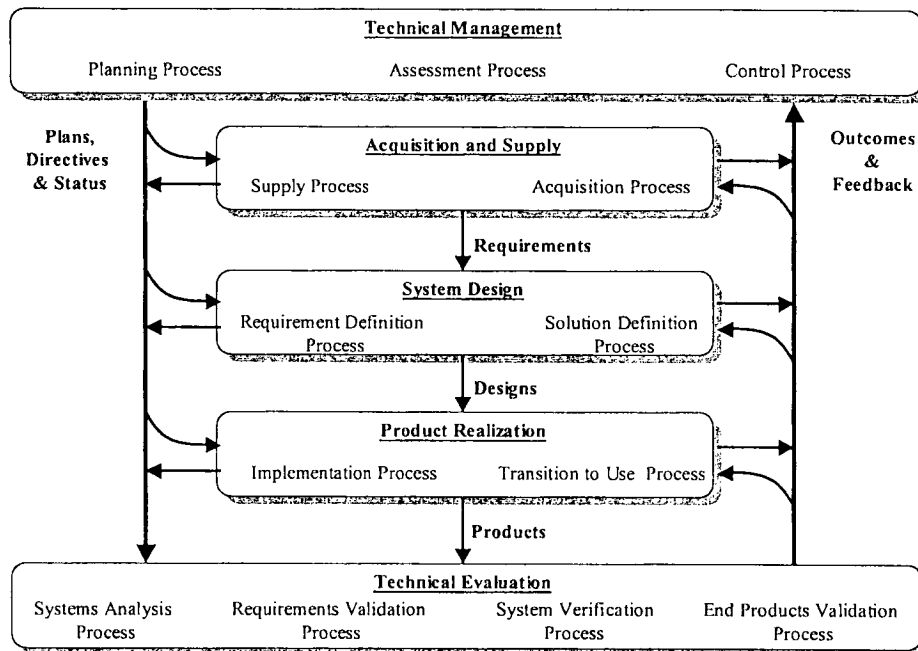 Technical Management
Planning Process
Assessment Process
Control Process
Plans,
Directives
& Status
Outcomes
&
Feedback
Acquisition and Supply
Supply Process
Acquisition Process
Requirements
System Design
Requirement Definition
Process
Solution Definition
Process
Designs
Product Realization
Implementation Process
Transition to Use Process
Products
Technical Evaluation
Systems Analysis
Process
Requirements Validation
Process
System Verification
Process
End Products Validation
Process